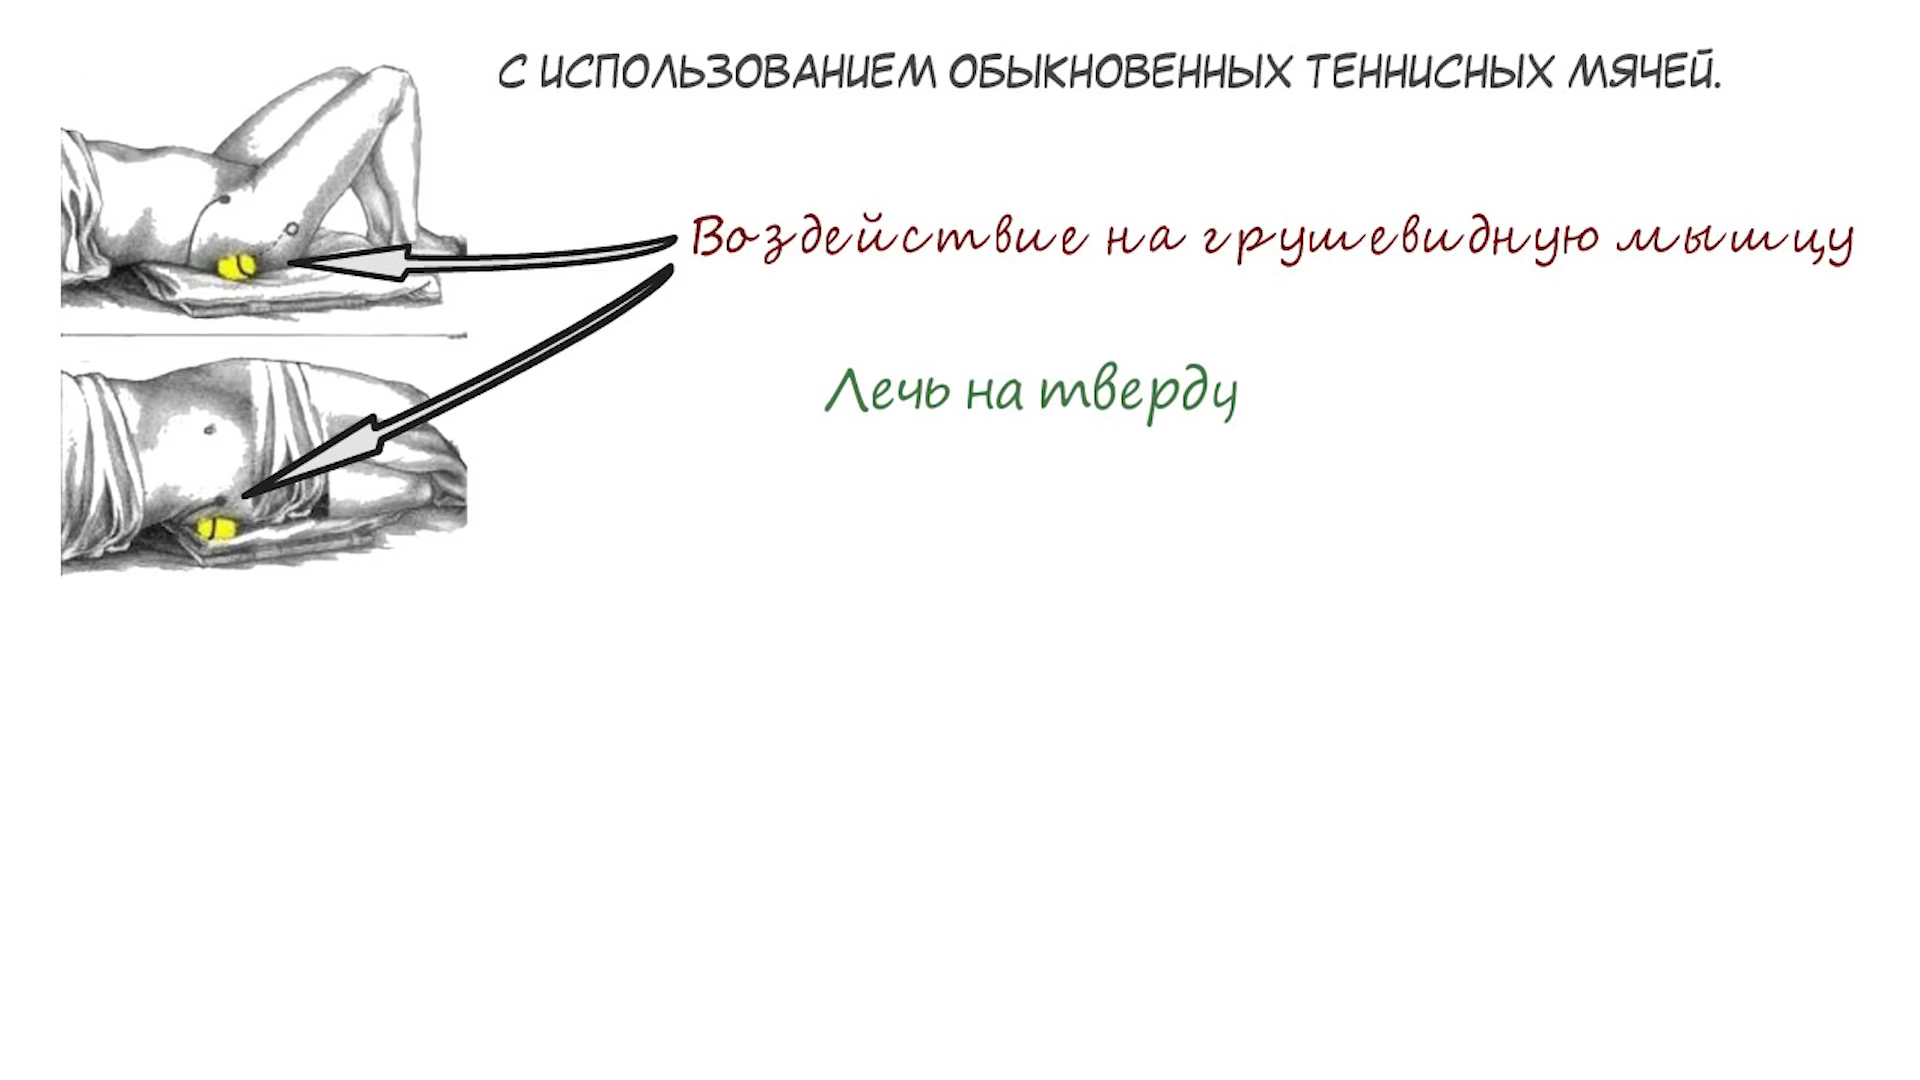 С ИСПОЛЬЗОВАНИЕМ ОБЫКНОВЕННЫХ ТЕННИСНЫХ МЯЧЕЙ.
Воздействие на грушевидную мышцу
Лечь на тверду